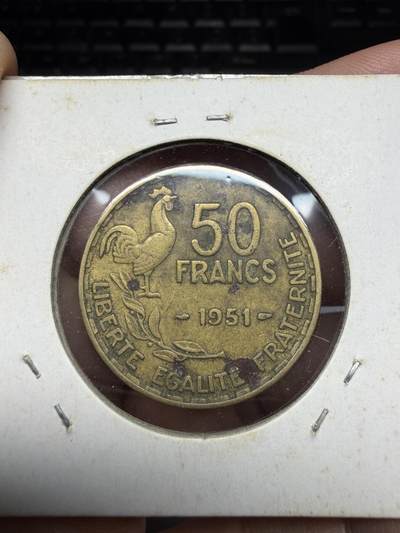 50
FRANCS
1951
LIBERTE EGALITE FRATERNITE